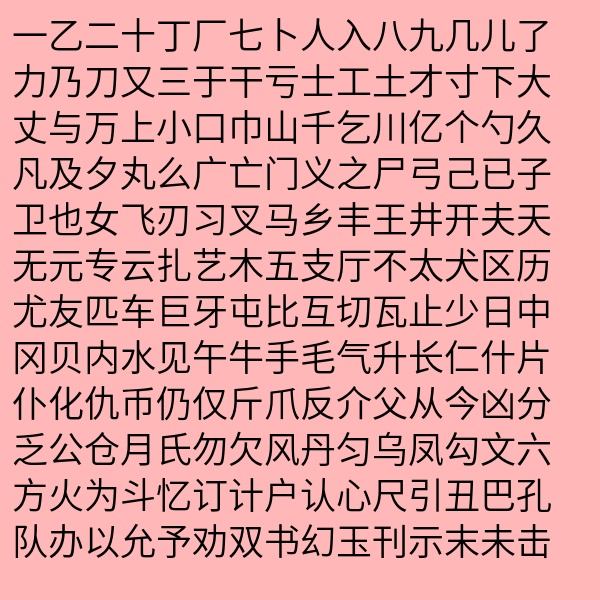 一乙二十丁厂七卜人入八九几儿了
力乃刀又三于干亏士工土才寸下大
丈与万上小口巾山千乞川亿个勺久
凡及夕丸么广亡门义之尸弓己已子
卫也女飞刃习叉马乡丰王井开夫天
无元专云扎艺木五支厅不太犬区历
尤友匹车巨牙屯比互切瓦止少日中
冈贝内水见午牛手毛气升长仁什片
仆化仇币仍仅斤爪反介父从今凶分
乏公仓月氏勿欠风丹匀乌凤勾文六
方火为斗忆订计户认心尺引丑巴孔
队办以允予劝双书幻玉刊示末未击